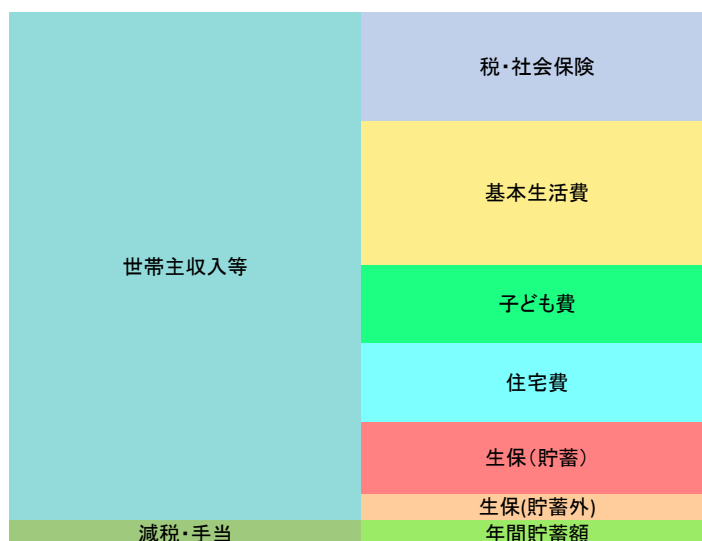 世帯主収入等
減税・手当
税・社会保険
基本生活費
子ども費
住宅費
生保（貯蓄）
生保(貯蓄外)
年間貯蓄額